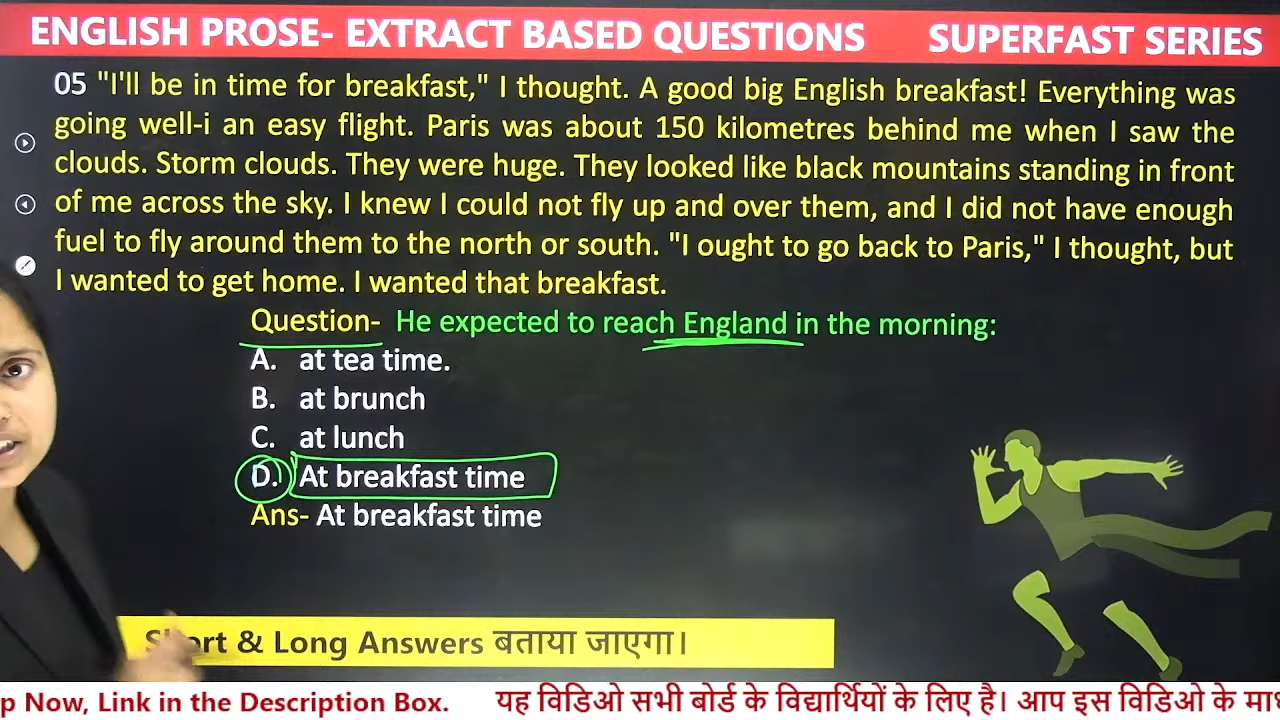 ENGLISH PROSE- EXTRACT BASED QUESTIONS SUPERFAST SERIES
05 "I'll be in time for breakfast," I thought. A good big English breakfast! Everything was
going well-i an easy flight. Paris was about 150 kilometres behind me when I saw the
clouds. Storm clouds. They were huge. They looked like black mountains standing in front
of me across the sky. I knew I could not fly up and over them, and I did not have enough
fuel to fly around them to the north or south. "I ought to go back to Paris," I thought, but
I wanted to get home. I wanted that breakfast.
Question- He expected to reach England in the morning:
A. at tea time.
B. at brunch
C. at lunch
D. At breakfast time
Ans- At breakfast time
Short & Long Answers बताया जाएगा।
Now, Link in the Description Box. यह विडिओ सभी बोर्ड के विद्यार्थियों के लिए है। आप इस विडिओ के